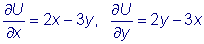 ∂U/∂x = 2x − 3y, ∂U/∂y = 2y − 3x